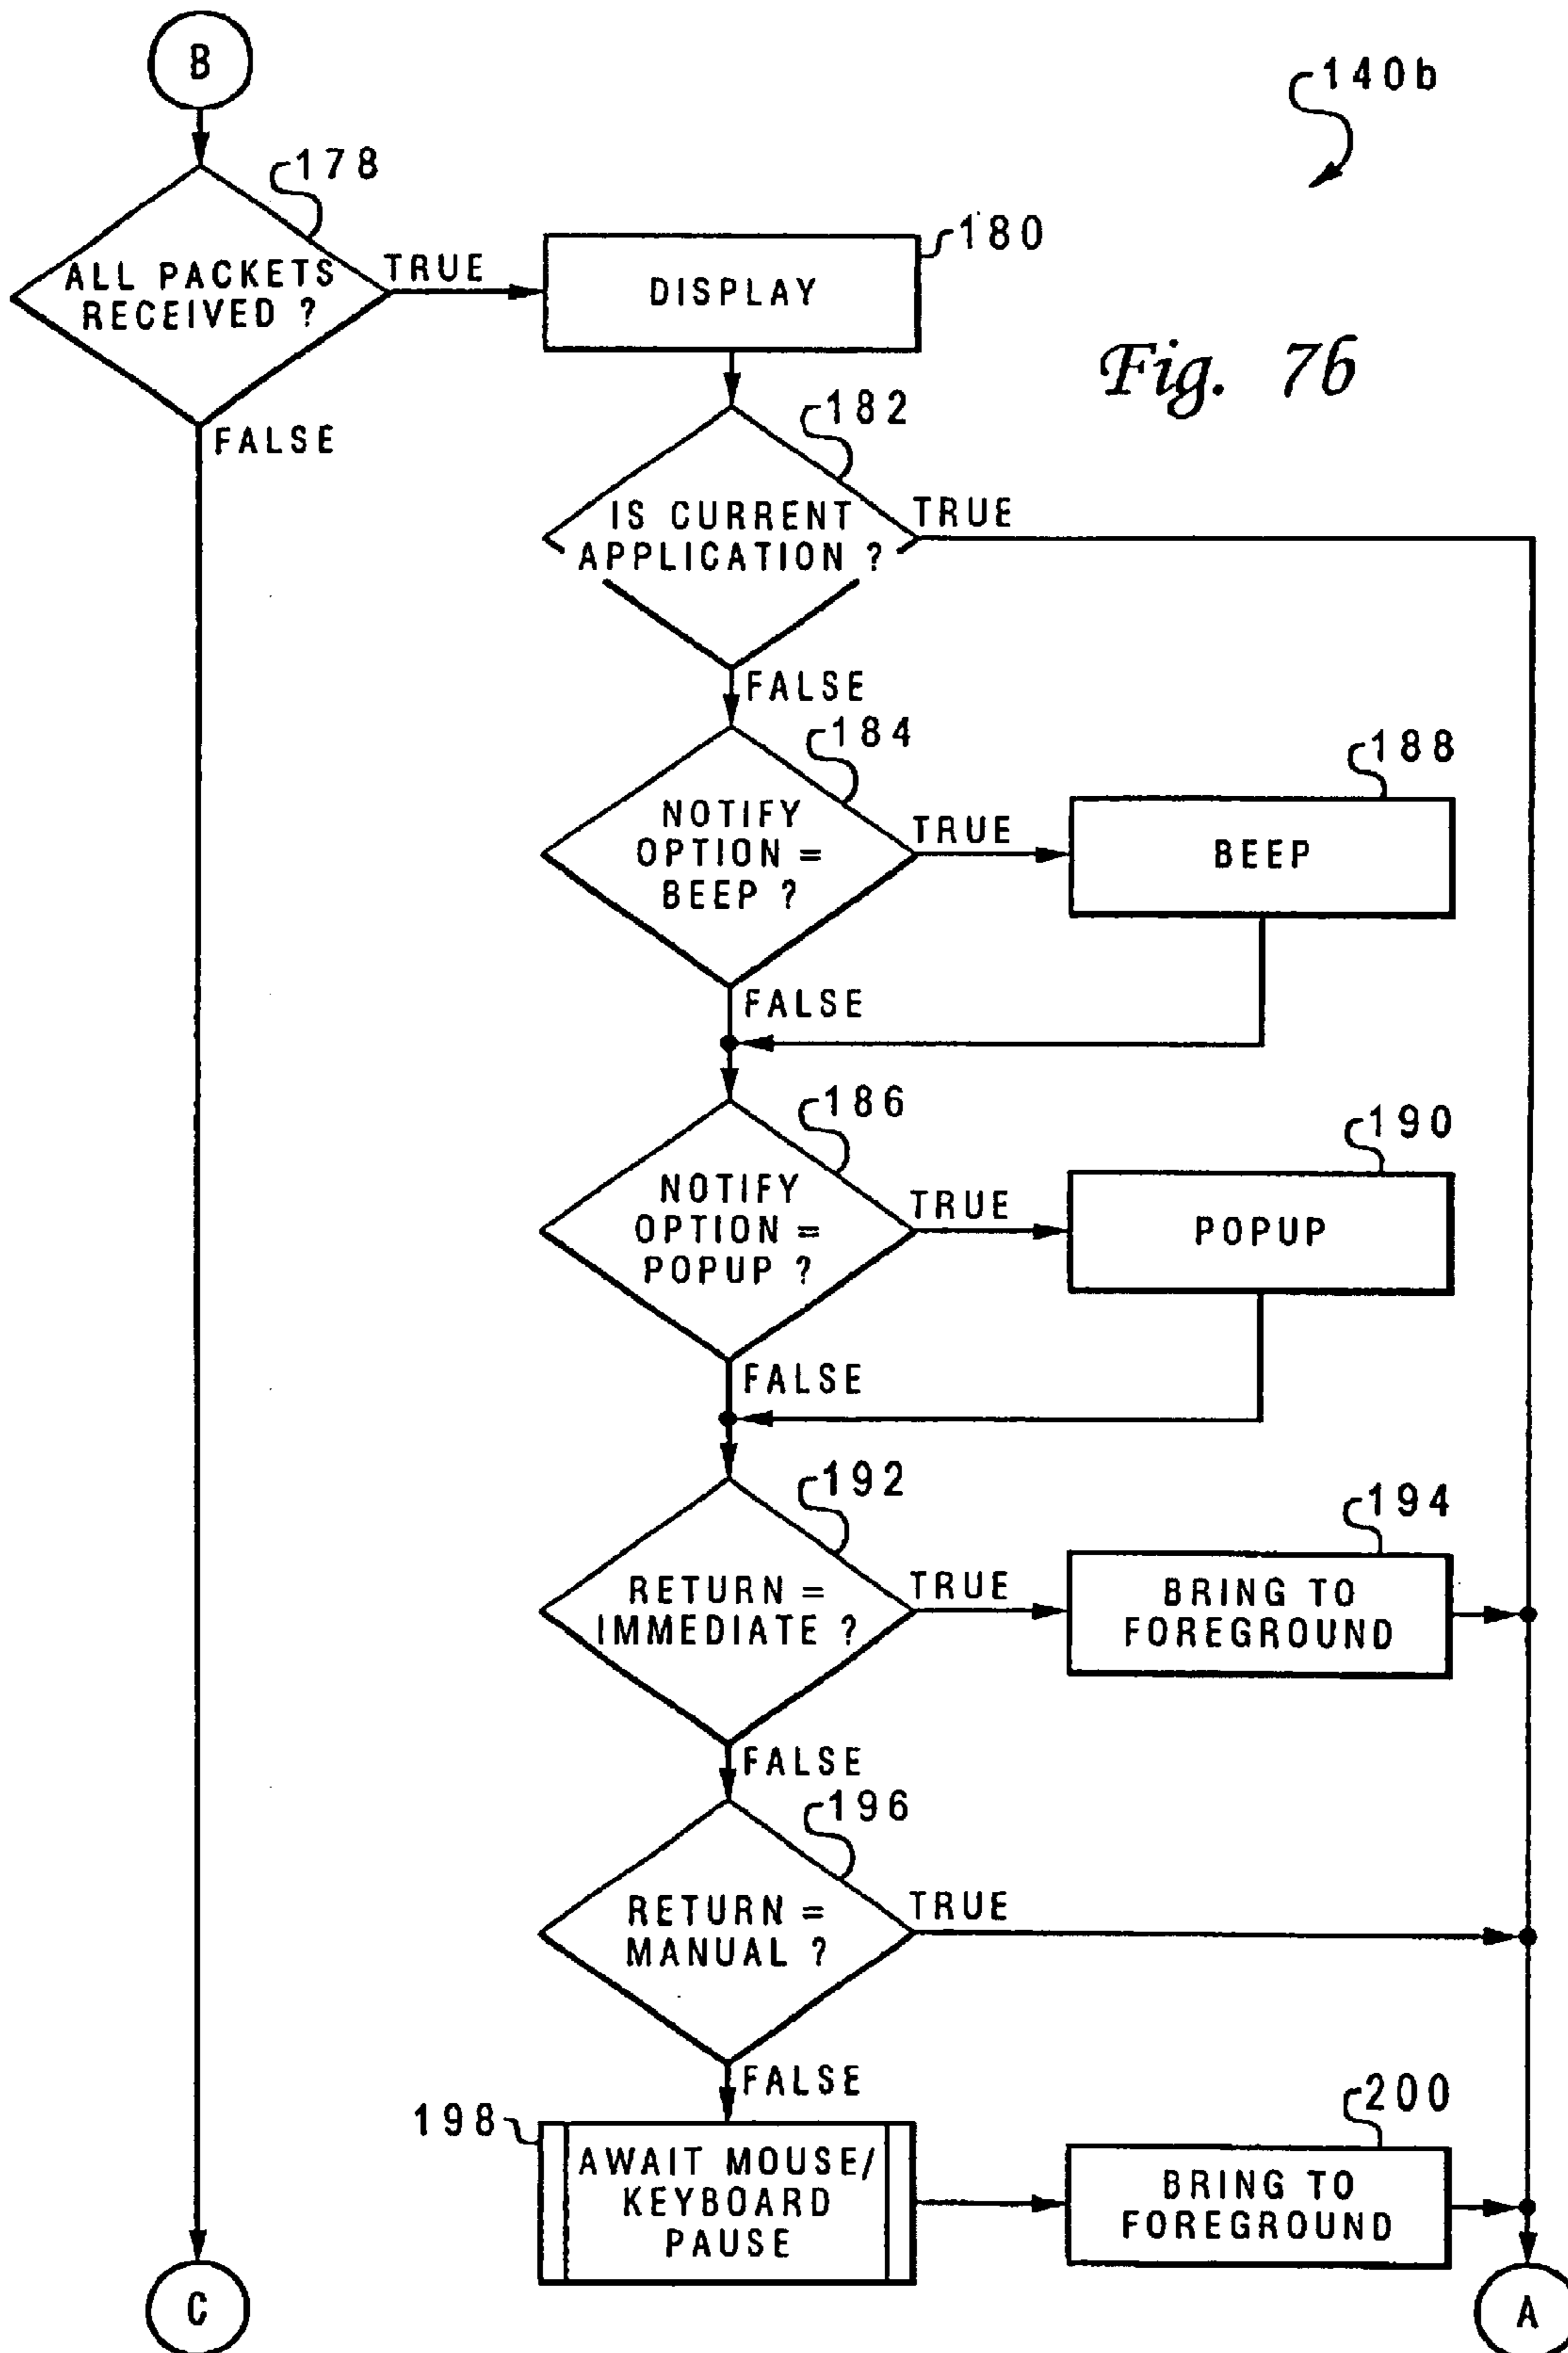 B
140b
178
ALL PACKETS
RECEIVED ?
TRUE
FALSE
180
DISPLAY
Fig. 7b
182
IS CURRENT
APPLICATION ?
TRUE
FALSE
184
NOTIFY
OPTION =
BEEP ?
TRUE
FALSE
188
BEEP
186
NOTIFY
OPTION =
POPUP ?
TRUE
FALSE
190
POPUP
192
RETURN =
IMMEDIATE ?
TRUE
FALSE
194
BRING TO
FOREGROUND
196
RETURN =
MANUAL ?
TRUE
FALSE
198
AWAIT MOUSE/
KEYBOARD
PAUSE
200
BRING TO
FOREGROUND
C
A